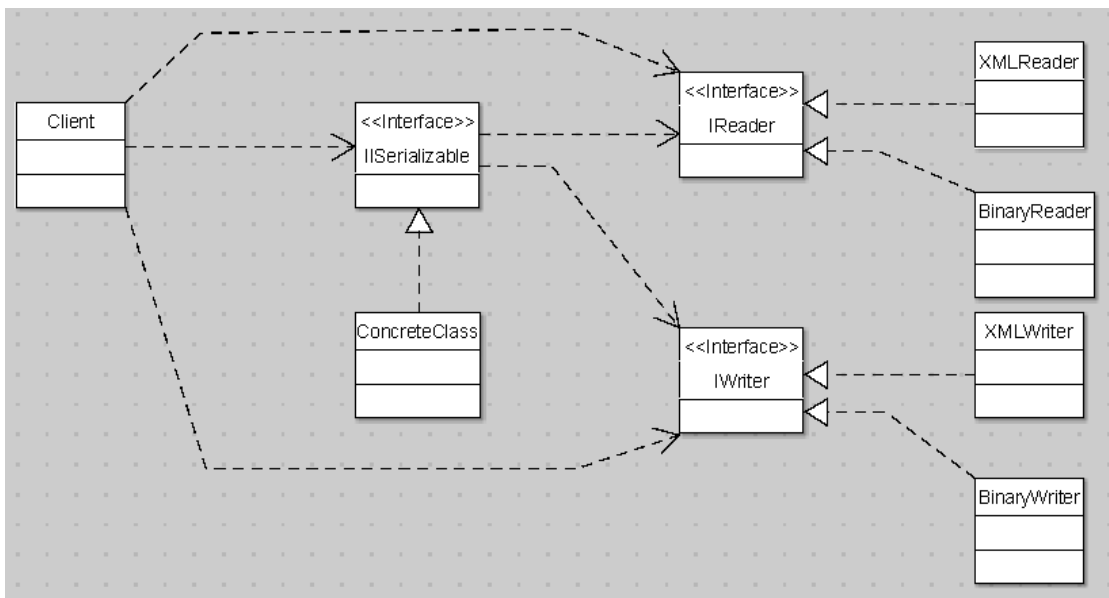 XMLReader
<<Interface>>
IReader
Client
<<Interface>>
IISerializable
BinaryReader
ConcreteClass
XMLWriter
<<Interface>>
IWriter
BinaryWriter